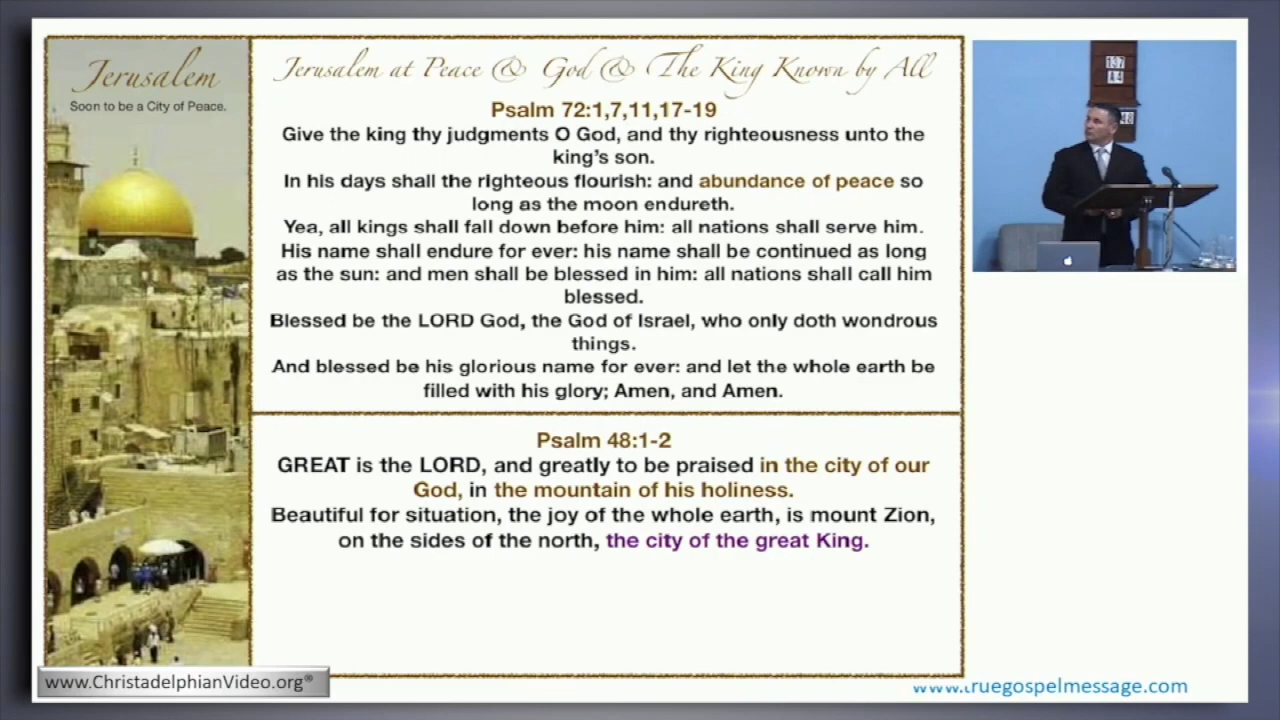 Jerusalem
Soon to be a City of Peace.
Jerusalem at Peace & God & The King Known by All
Psalm 72:1,7,11,17-19
Give the king thy judgments O God, and thy righteousness unto the
king's son.
In his days shall the righteous flourish: and abundance of peace so
long as the moon endureth.
Yea, all kings shall fall down before him: all nations shall serve him.
His name shall endure for ever: his name shall be continued as long
as the sun: and men shall be blessed in him: all nations shall call him
blessed.
Blessed be the LORD God, the God of Israel, who only doth wondrous
things.
And blessed be his glorious name for ever: and let the whole earth be
filled with his glory; Amen, and Amen.
Psalm 48:1-2
GREAT is the LORD, and greatly to be praised in the city of our
God, in the mountain of his holiness.
Beautiful for situation, the joy of the whole earth, is mount Zion,
on the sides of the north, the city of the great King.
137
A4
48
www.ChristadelphianVideo.org®
www.truegospelmessage.com